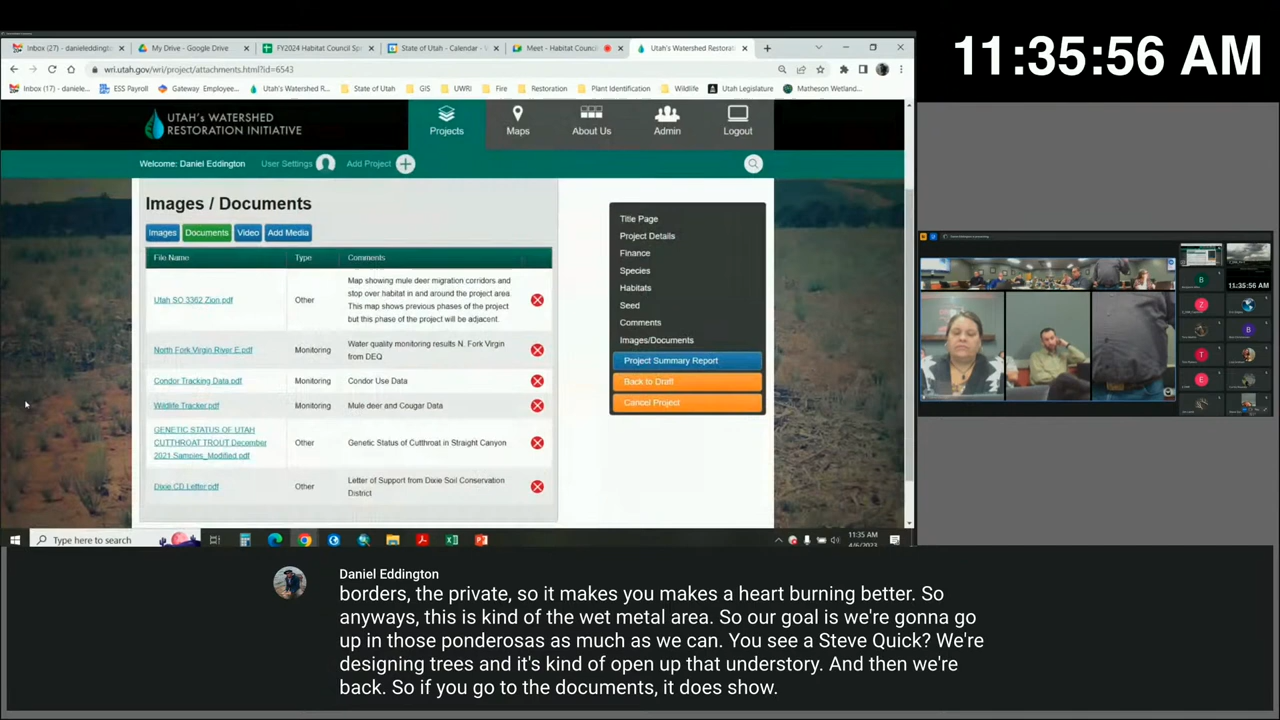 11:35:56 AM
Inbox (27) - danieleddingto
My Drive - Google Drive
FY2024 Habitat Council Sp
State of Utah - Calendar - W
Meet - Habitat Counci
Utah's Watershed Restorati
wri.utah.gov/wri/project/attachments.html?id=6543
Inbox (17) - daniele...
ESS Payroll
Gateway Employee...
Utah's Watershed R...
State of Utah
GIS
UWRI
Fire
Restoration
Plant Identification
Wildlife
Utah Legislature
Matheson Wetland...
UTAH'S WATERSHED
RESTORATION INITIATIVE
Projects
Maps
About Us
Admin
Logout
Welcome: Daniel Eddington
User Settings
Add Project
Images / Documents
Images
Documents
Video
Add Media
File Name
Type
Comments
Utah SO 3362 Zion.pdf
Other
Map showing mule deer migration corridors and
stop over habitat in and around the project area.
This map shows previous phases of the project
but this phase of the project will be adjacent.
North Fork Virgin River E.pdf
Monitoring
Water quality monitoring results N. Fork Virgin
from DEQ
Condor Tracking Data.pdf
Monitoring
Condor Use Data
Wildlife Tracker.pdf
Monitoring
Mule deer and Cougar Data
GENETIC STATUS OF UTAH
CUTTHROAT TROUT December
2021 Samples_Modified.pdf
Other
Genetic Status of Cutthroat in Straight Canyon
Dixie CD Letter.pdf
Other
Letter of Support from Dixie Soil Conservation
District
Title Page
Project Details
Finance
Species
Habitats
Seed
Comments
Images/Documents
Project Summary Report
Back to Draft
Cancel Project
11:35:56 AM
B
Z
B
T
E
Type here to search
11:35 AM
4/6/2023
Daniel Eddington
borders, the private, so it makes you makes a heart burning better. So
anyways, this is kind of the wet metal area. So our goal is we're gonna go
up in those ponderosas as much as we can. You see a Steve Quick? We're
designing trees and it's kind of open up that understory. And then we're
back. So if you go to the documents, it does show.